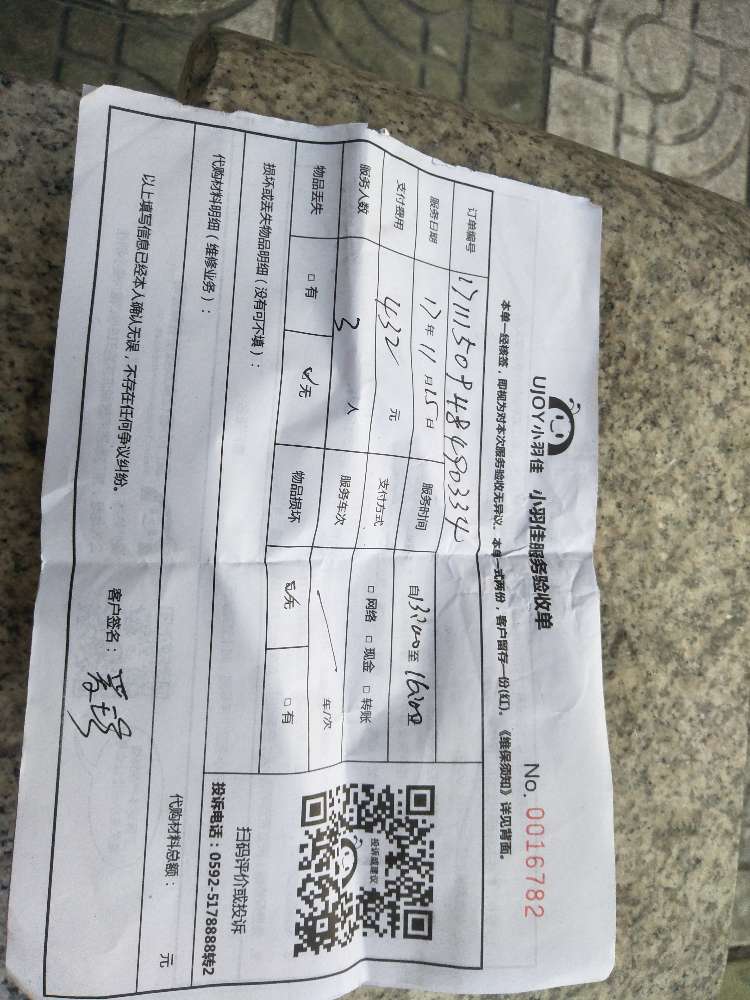 UJOY小羽佳 小羽佳服务验收单
No. 0016782
本单一经核签，即视为对本次服务验收无异议。本单一式两份，客户留存一份(红)。《维保须知》详见背面。
订单编号 171115094848490334
服务日期 17年11月15日 服务时间 自13:00至16:00
支付费用 432元 支付方式 □网络 □现金 □转账
服务人数 3人 服务车次 车/次
物品丢失 □有 ☑无 物品损坏 ☑无 □有
损坏或丢失物品明细（没有可不填）：
投诉或建议
扫码评价或投诉
投诉电话：0592-5178888转2
代购材料明细（维修业务）：
代购材料总额： 元
以上填写信息已经本人确认无误，不存在任何争议纠纷。
客户签名：